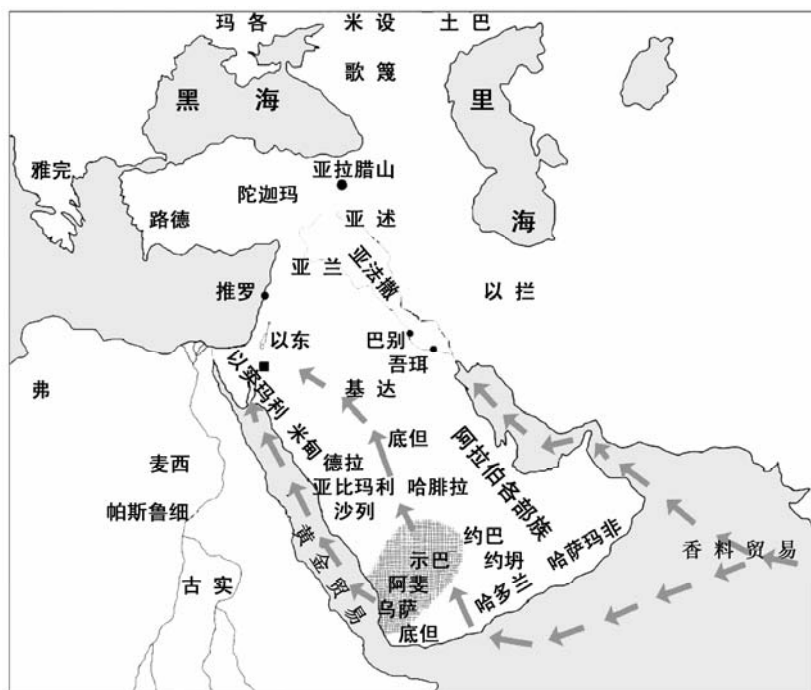 玛各 米设 土巴
歌篾
黑海
里海
雅完
亚拉腊山
陀迦玛
路德
亚述
亚兰
亚法撒
以拦
推罗
以东
巴别
吾珥
弗
以实玛利
基达
米甸
底但
麦西
德拉
亚比玛利 哈腓拉
沙列
阿拉伯各部族
帕斯鲁细
约巴
示巴
约坍
哈萨玛非
香料贸易
黄金贸易
古实
阿斐
哈多兰
乌萨
底但